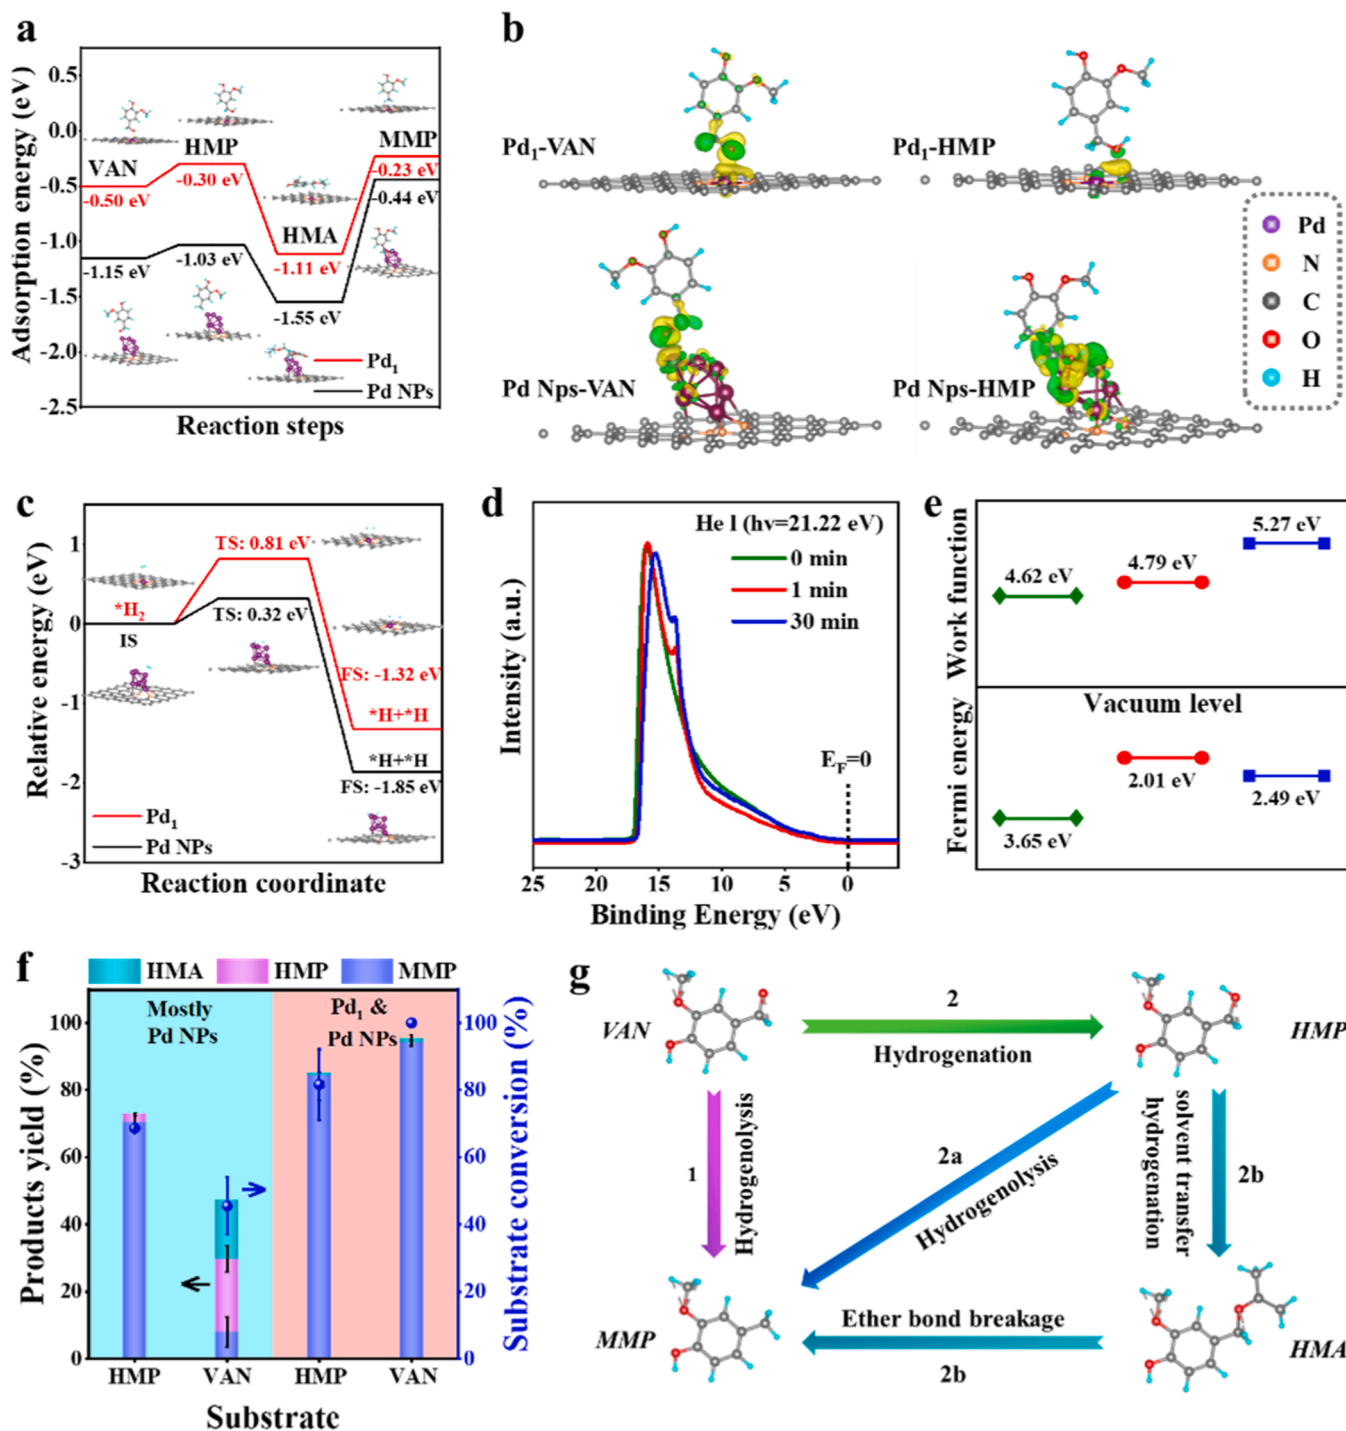 a
Adsorption energy (eV)
0.5
0.0
-0.5
-1.0
-1.5
-2.0
-2.5
VAN
HMP
HMA
MMP
-0.50 eV
-0.30 eV
-1.11 eV
-0.23 eV
-0.44 eV
-1.15 eV
-1.03 eV
-1.55 eV
Pd1
Pd NPs
Reaction steps
b
Pd1-VAN
Pd1-HMP
Pd Nps-VAN
Pd Nps-HMP
Pd
N
C
O
H
c
Relative energy (eV)
1
0
-1
-2
-3
TS: 0.81 eV
*H2
IS
TS: 0.32 eV
FS: -1.32 eV
*H+*H
*H+*H
FS: -1.85 eV
Pd1
Pd NPs
Reaction coordinate
d
Intensity (a.u.)
He I (hv=21.22 eV)
0 min
1 min
30 min
EF=0
25 20 15 10 5 0
Binding Energy (eV)
e
Work function
Fermi energy
4.62 eV
4.79 eV
5.27 eV
Vacuum level
3.65 eV
2.01 eV
2.49 eV
f
HMA HMP MMP
Products yield (%)
100
80
60
40
20
0
Mostly
Pd NPs
Pd1 &
Pd NPs
100
80
60
40
20
0
Substrate conversion (%)
HMP VAN HMP VAN
Substrate
g
VAN
2
Hydrogenation
HMP
1
Hydrogenolysis
2a
Hydrogenolysis
solvent transfer
hydrogenation
2b
MMP
Ether bond breakage
2b
HMA